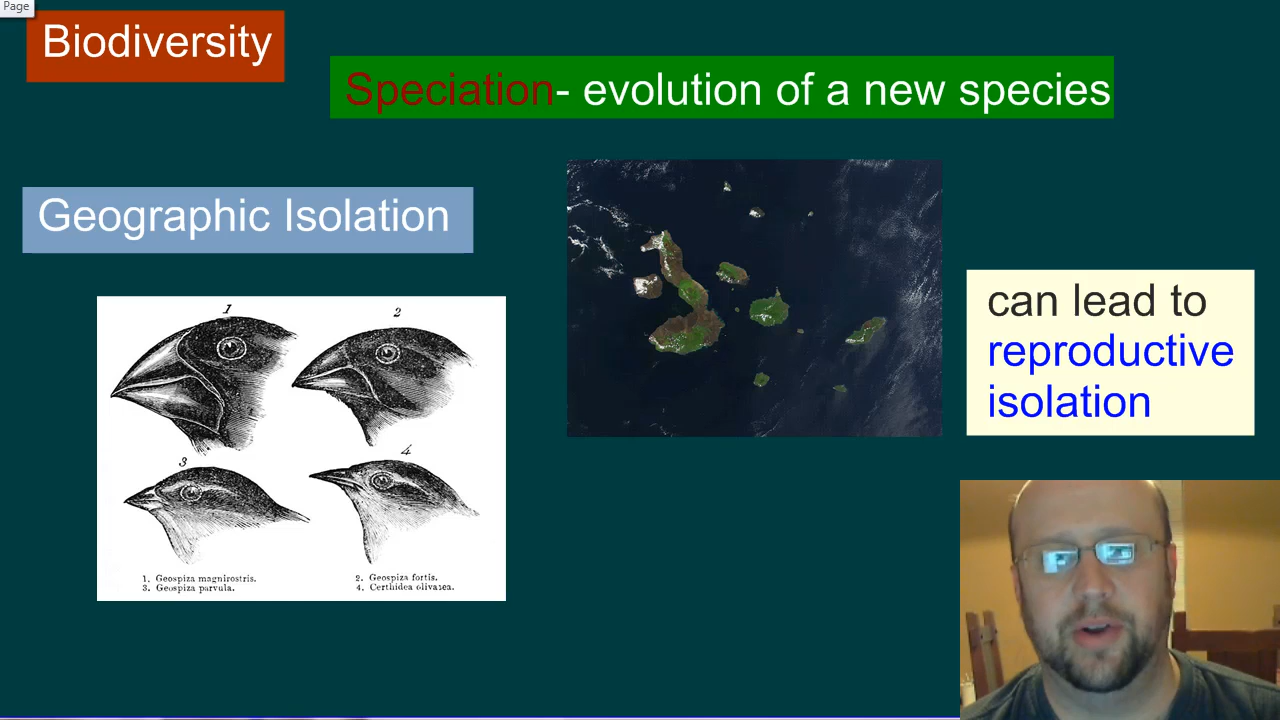 Page
Biodiversity
Speciation- evolution of a new species
Geographic Isolation
can lead to
reproductive
isolation
1
2
3
4
1. Geospiza magnirostris.
2. Geospiza fortis.
3. Geospiza parvula.
4. Certhidea olivasea.